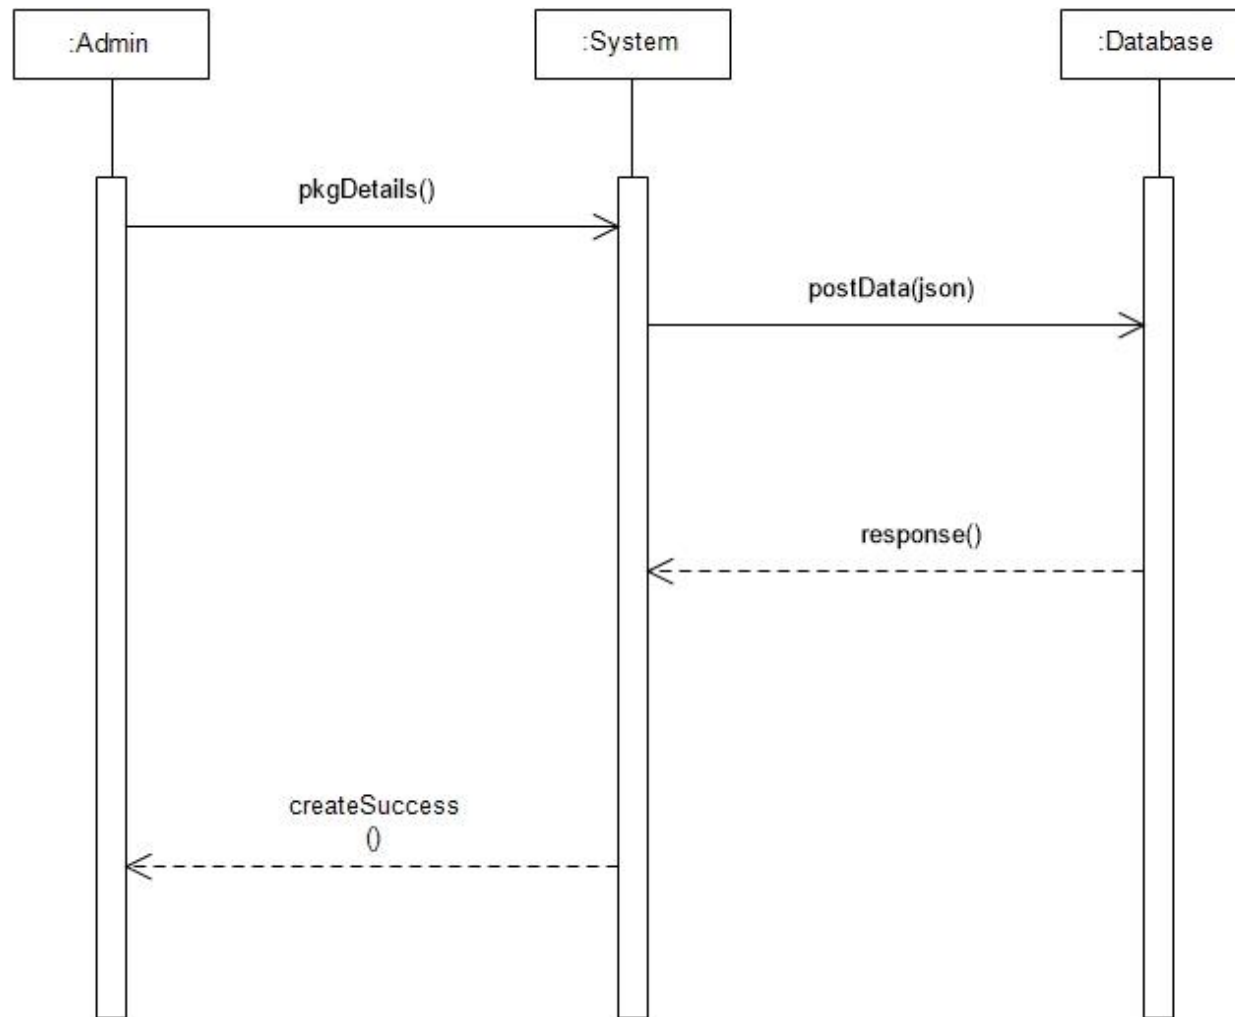 :Admin
:System
:Database
pkgDetails()
postData(json)
response()
createSuccess
()